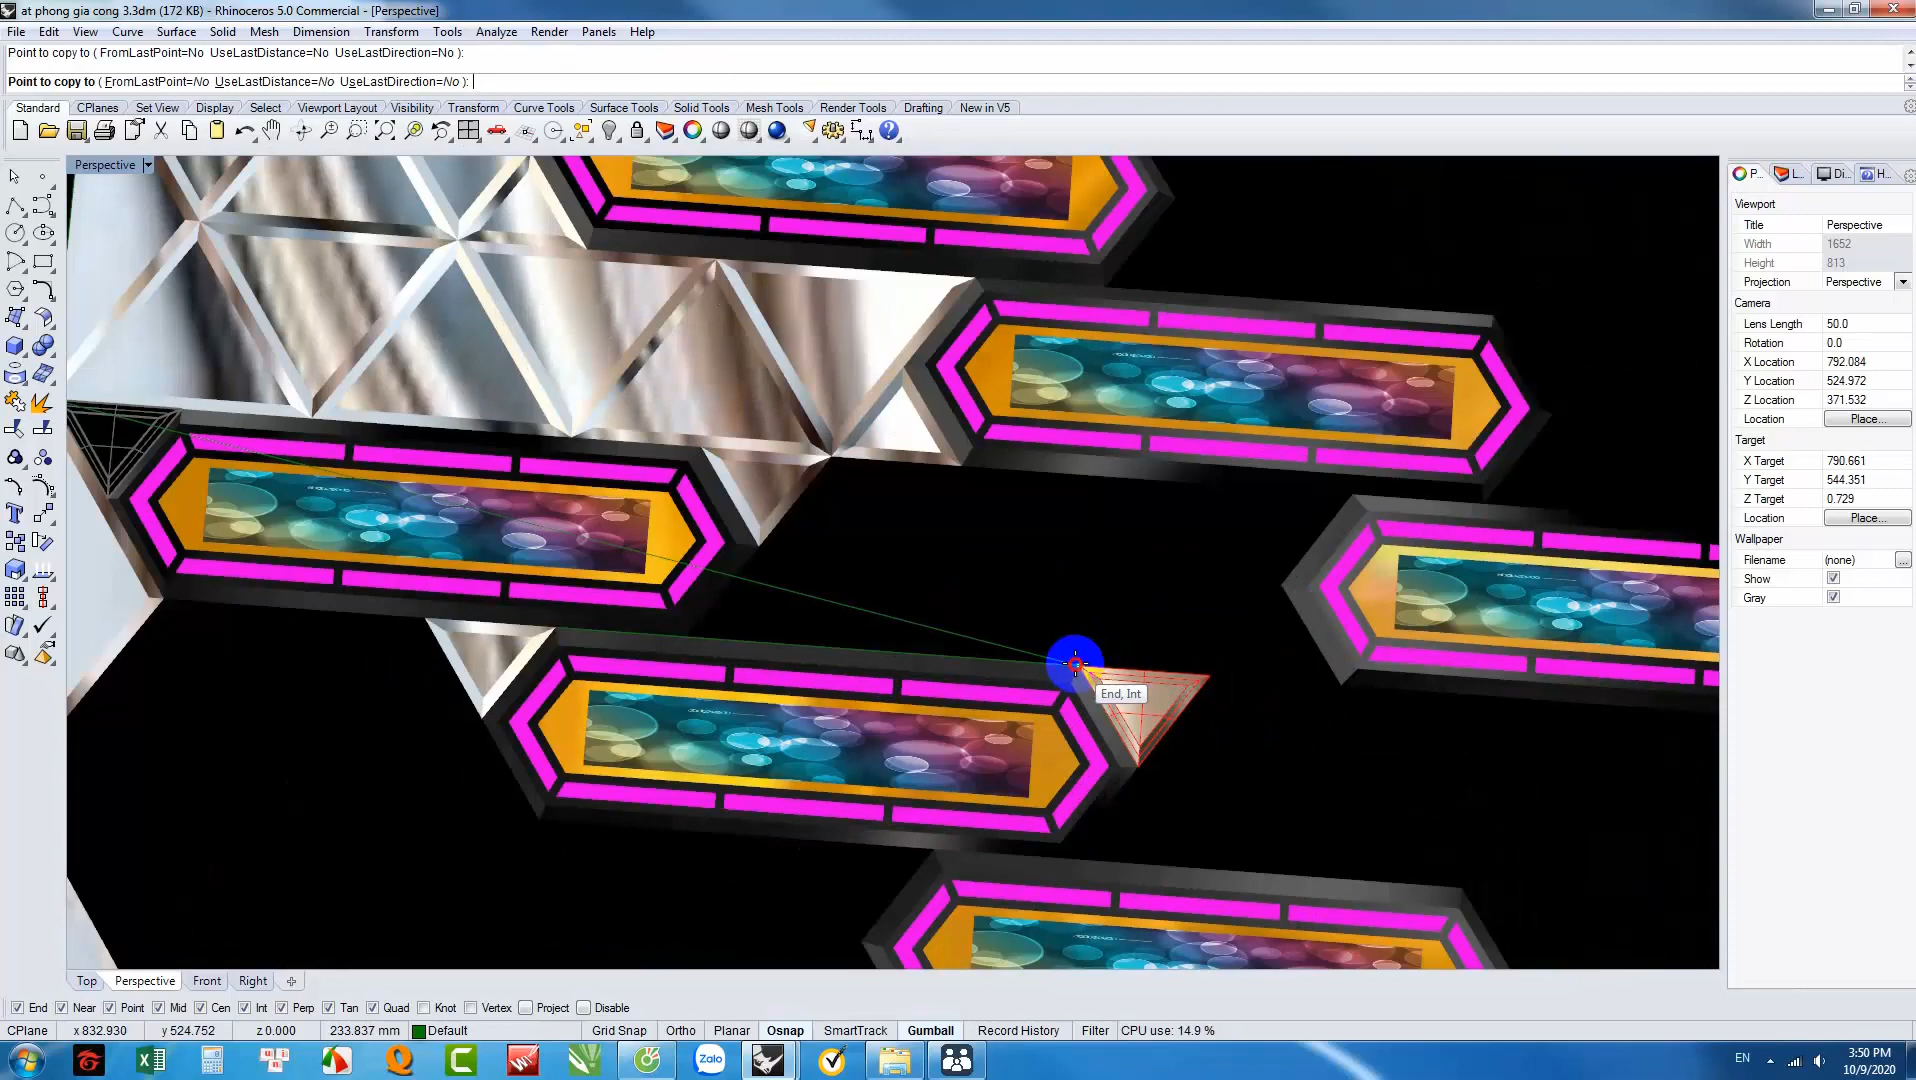 at phong gia cong 3.3dm (172 KB) - Rhinoceros 5.0 Commercial - [Perspective]
File Edit View Curve Surface Solid Mesh Dimension Transform Tools Analyze Render Panels Help
Point to copy to ( FromLastPoint=No UseLastDistance=No UseLastDirection=No ):
Point to copy to ( FromLastPoint=No UseLastDistance=No UseLastDirection=No ):
Standard CPlanes Set View Display Select Viewport Layout Visibility Transform Curve Tools Surface Tools Solid Tools Mesh Tools Render Tools Drafting New in V5
Perspective
P... L... Di... H...
Viewport
Title Perspective
Width 1652
Height 813
Projection Perspective
Camera
Lens Length 50.0
Rotation 0.0
X Location 792.084
Y Location 524.972
Z Location 371.532
Location Place...
Target
X Target 790.661
Y Target 544.351
Z Target 0.729
Location Place...
Wallpaper
Filename (none) ...
Show
Gray
End, Int
Top Perspective Front Right
End Near Point Mid Cen Int Perp Tan Quad Knot Vertex Project Disable
CPlane x 832.930 y 524.752 z 0.000 233.837 mm Default Grid Snap Ortho Planar Osnap SmartTrack Gumball Record History Filter CPU use: 14.9 %
Zalo
EN
3:50 PM
10/9/2020